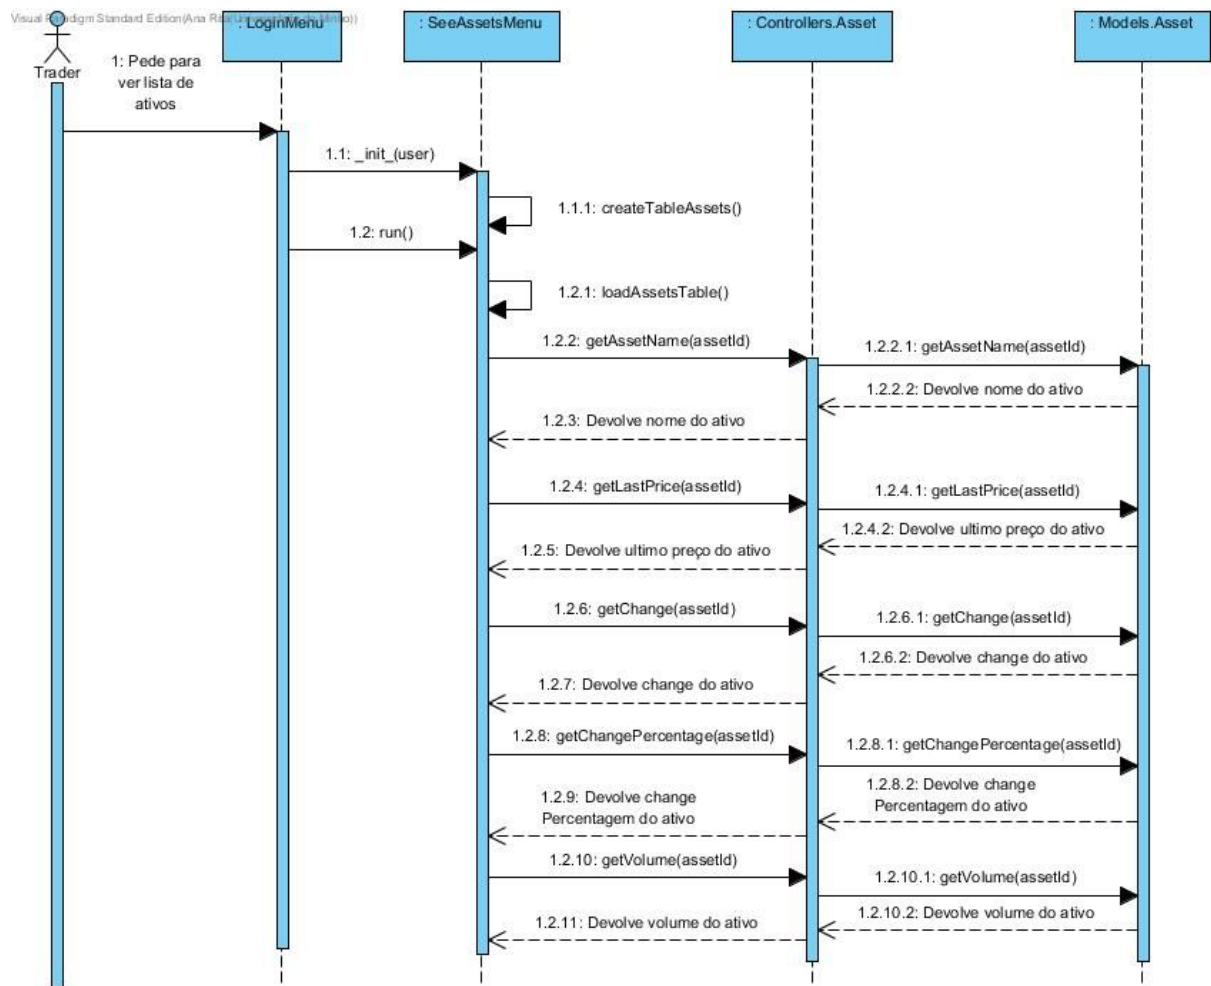 Visual Paradigm Standard Edition(Ana Rita(Universidade do Minho))
: LoginMenu
: SeeAssetsMenu
: Controllers.Asset
: Models.Asset
Trader
1: Pede para
ver lista de
ativos
1.1: _init_(user)
1.1.1: createTableAssets()
1.2: run()
1.2.1: loadAssetsTable()
1.2.2: getAssetName(assetId)
1.2.2.1: getAssetName(assetId)
1.2.2.2: Devolve nome do ativo
1.2.3: Devolve nome do ativo
1.2.4: getLastPrice(assetId)
1.2.4.1: getLastPrice(assetId)
1.2.4.2: Devolve ultimo preço do ativo
1.2.5: Devolve ultimo preço do ativo
1.2.6: getChange(assetId)
1.2.6.1: getChange(assetId)
1.2.6.2: Devolve change do ativo
1.2.7: Devolve change do ativo
1.2.8: getChangePercentage(assetId)
1.2.8.1: getChangePercentage(assetId)
1.2.8.2: Devolve change
Percentagem do ativo
1.2.9: Devolve change
Percentagem do ativo
1.2.10: getVolume(assetId)
1.2.10.1: getVolume(assetId)
1.2.10.2: Devolve volume do ativo
1.2.11: Devolve volume do ativo